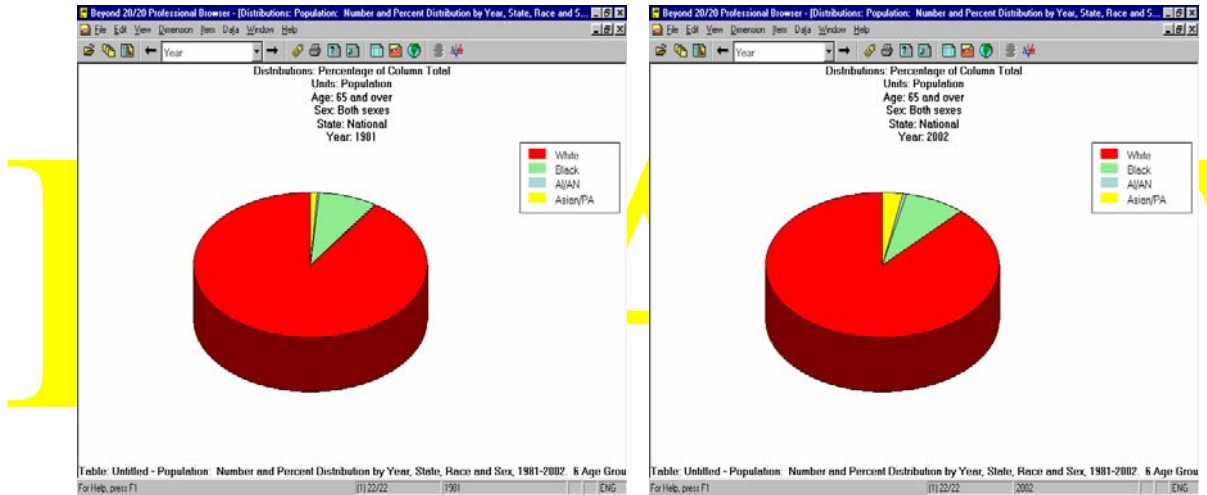 Beyond 20/20 Professional Browser - [Distributions: Population: Number and Percent Distribution by Year, State, Race and S...
File Edit View Dimension Item Data Window Help
Year
Distributions: Percentage of Column Total
Units: Population
Age: 65 and over
Sex: Both sexes
State: National
Year: 1981
White
Black
AI/AN
Asian/PA
Table: Untitled - Population: Number and Percent Distribution by Year, State, Race and Sex, 1981-2002. 6 Age Grou
For Help, press F1 (1) 22/22 1981 ENG
Beyond 20/20 Professional Browser - [Distributions: Population: Number and Percent Distribution by Year, State, Race and S...
File Edit View Dimension Item Data Window Help
Year
Distributions: Percentage of Column Total
Units: Population
Age: 65 and over
Sex: Both sexes
State: National
Year: 2002
White
Black
AI/AN
Asian/PA
Table: Untitled - Population: Number and Percent Distribution by Year, State, Race and Sex, 1981-2002. 6 Age Grou
For Help, press F1 (1) 22/22 2002 ENG